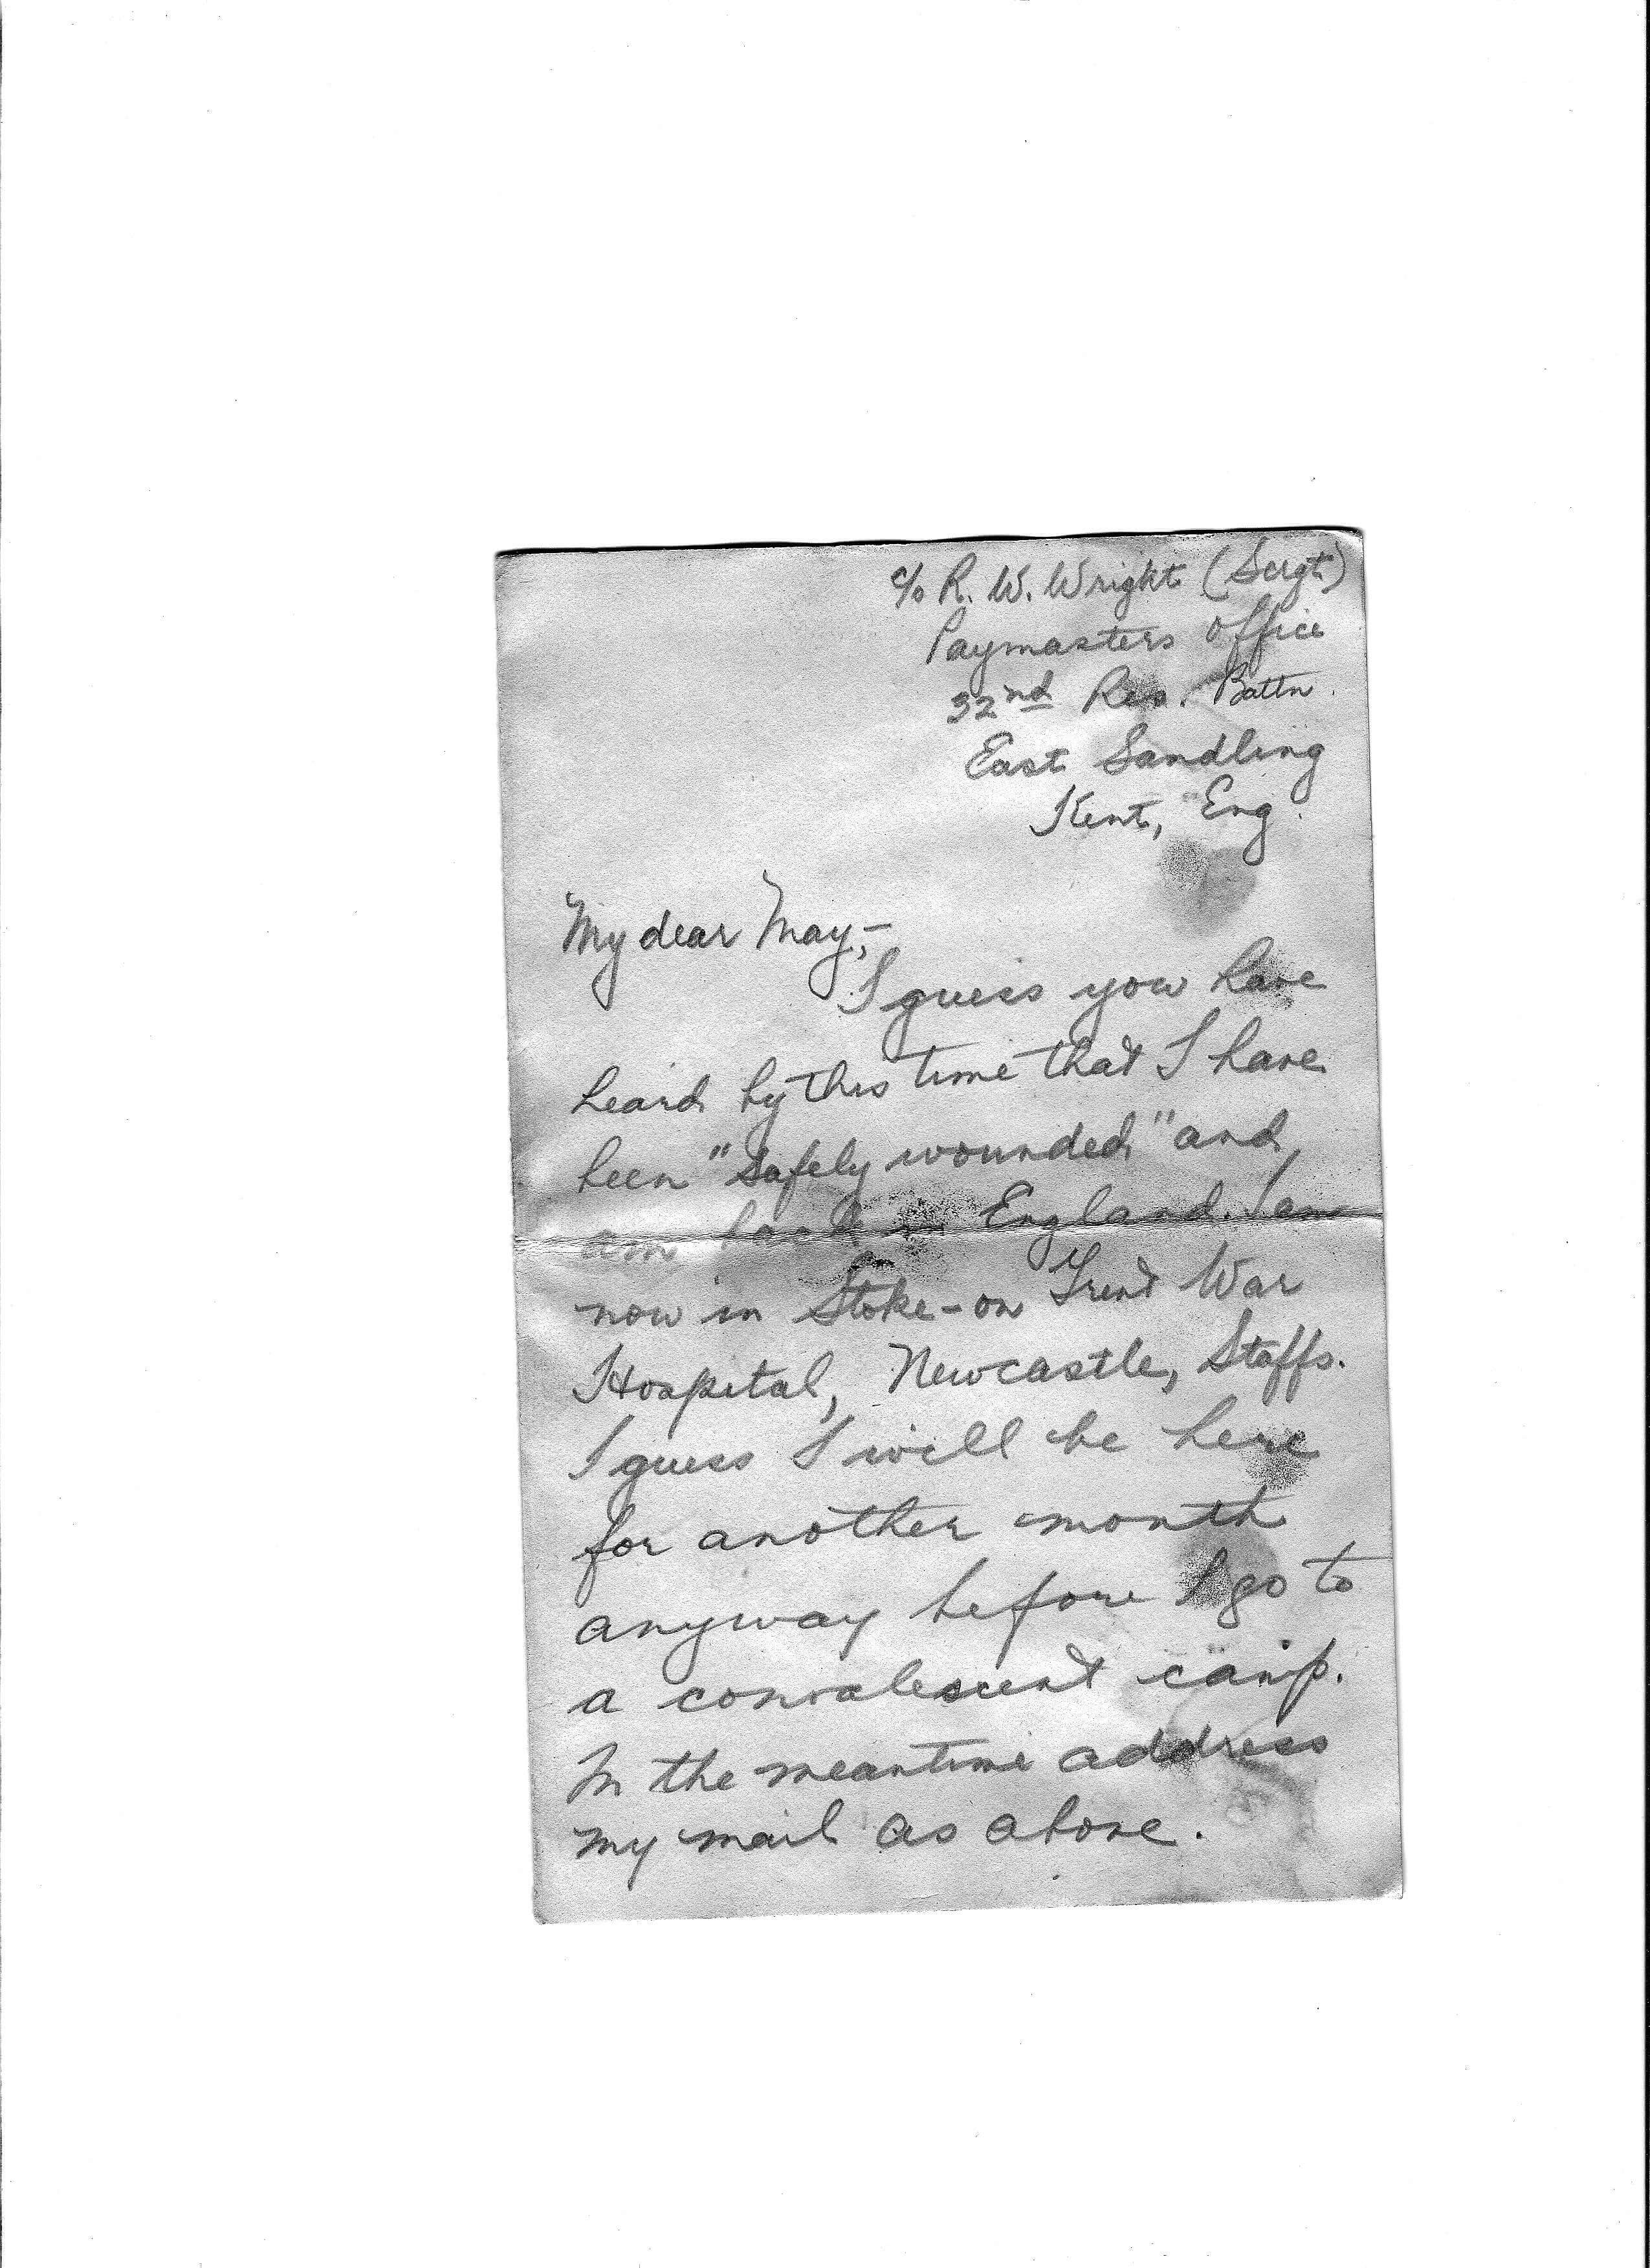 c/o R. W. Wright (Sergt.)
Paymasters Office
32nd Res. Battn.
East Sandling
Kent, Eng.
My dear May,—
I guess you have
heard by this time that I have
been "safely wounded" and
am back in England. I am
now in Stoke-on Trent War
Hospital, Newcastle, Staffs.
I guess I will be here
for another month
anyway before I go to
a convalescent camp.
In the meantime address
my mail as above.